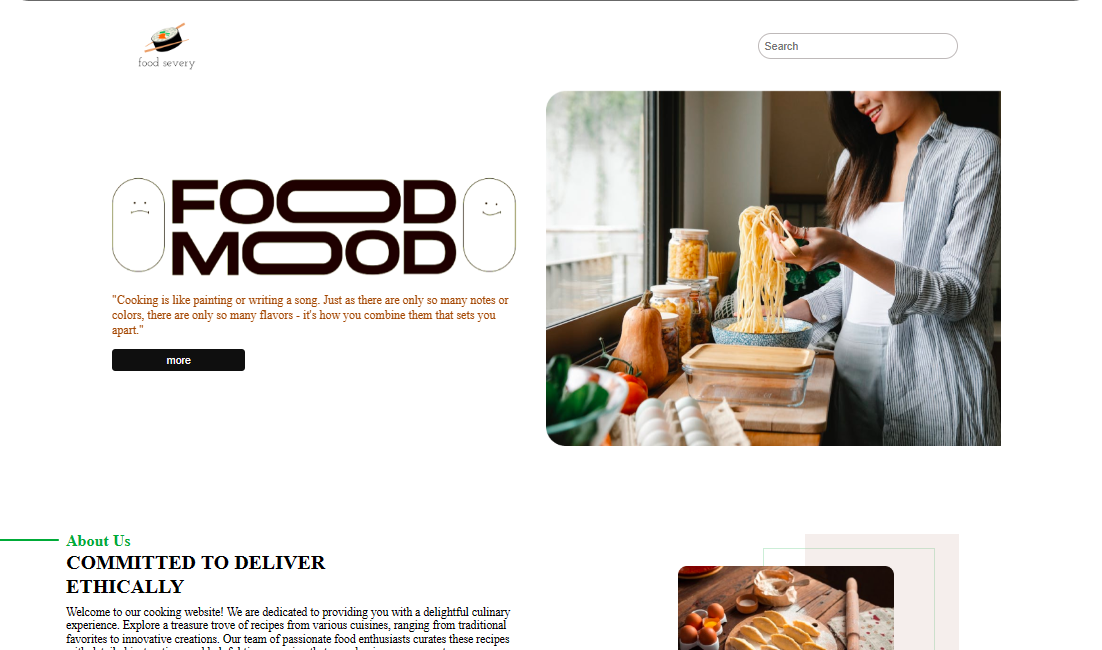 food severy
Search
FOOD
MOOD
"Cooking is like painting or writing a song. Just as there are only so many notes or
colors, there are only so many flavors - it's how you combine them that sets you
apart."
more
About Us
COMMITTED TO DELIVER
ETHICALLY
Welcome to our cooking website! We are dedicated to providing you with a delightful culinary
experience. Explore a treasure trove of recipes from various cuisines, ranging from traditional
favorites to innovative creations. Our team of passionate food enthusiasts curates these recipes